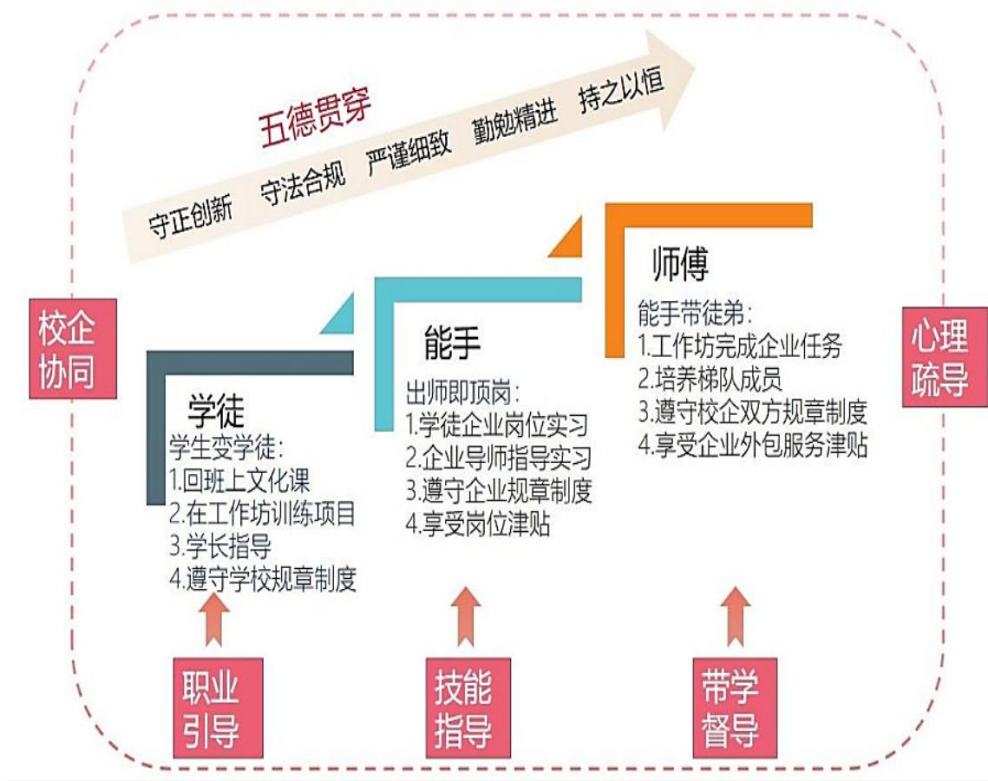 五德贯穿
守正创新 守法合规 严谨细致 勤勉精进 持之以恒
校企
协同
学徒
学生变学徒：
1.回班上文化课
2.在工作坊训练项目
3.学长指导
4.遵守学校规章制度
能手
出师即顶岗：
1.学徒企业岗位实习
2.企业导师指导实习
3.遵守企业规章制度
4.享受岗位津贴
师傅
能手带徒弟：
1.工作坊完成企业任务
2.培养梯队成员
3.遵守校企双方规章制度
4.享受企业外包服务津贴
心理
疏导
职业
引导
技能
指导
带学
督导